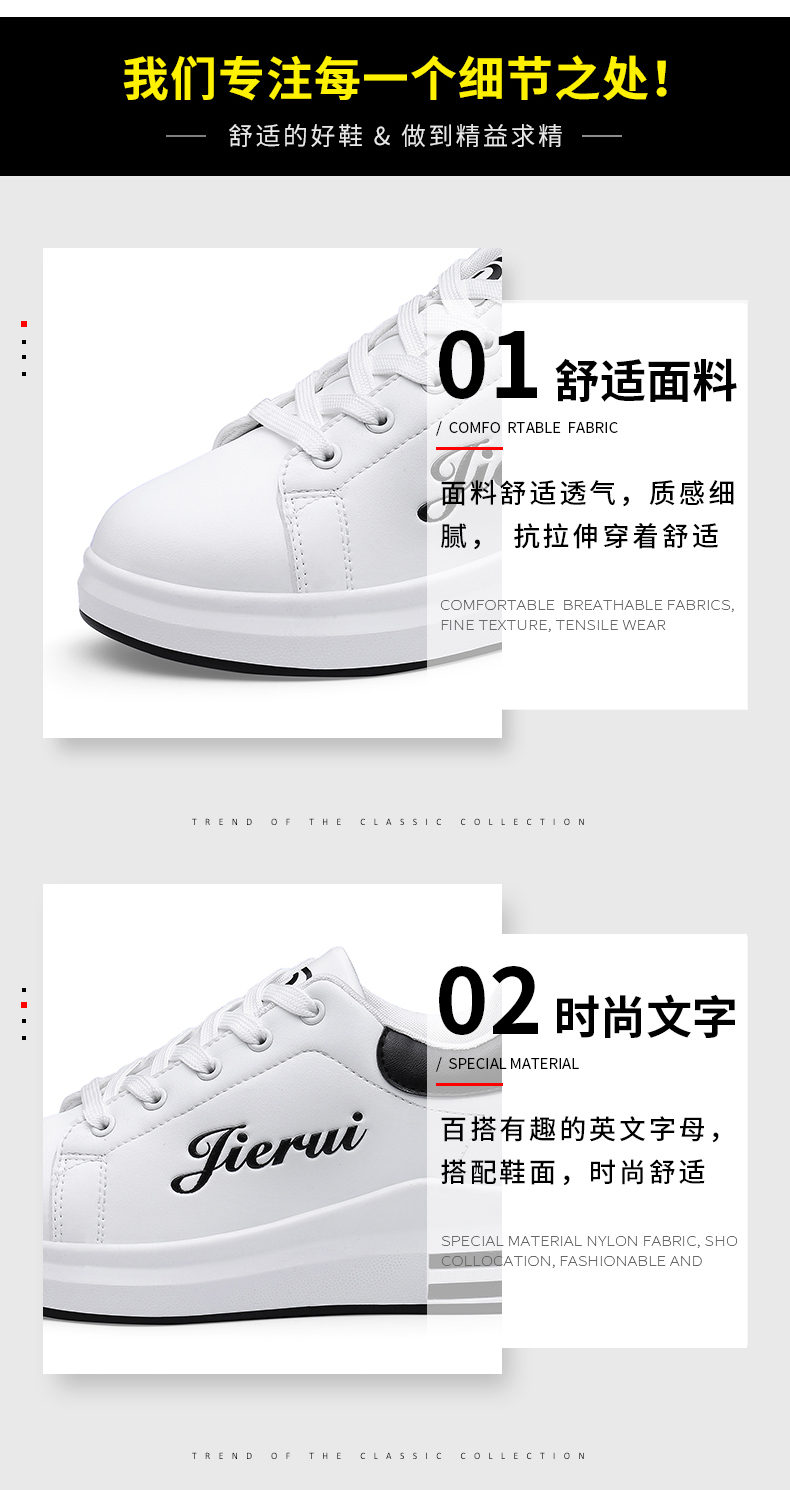 我们专注每一个细节之处!
舒适的好鞋 & 做到精益求精
01 舒适面料
/ COMFO RTABLE FABRIC
面料舒适透气，质感细
腻， 抗拉伸穿着舒适
COMFORTABLE BREATHABLE FABRICS,
FINE TEXTURE, TENSILE WEAR
TREND OF THE CLASSIC COLLECTION
02 时尚文字
/ SPECIAL MATERIAL
Jierui
百搭有趣的英文字母，
搭配鞋面，时尚舒适
SPECIAL MATERIAL NYLON FABRIC, SHO
COLLOCATION, FASHIONABLE AND
TREND OF THE CLASSIC COLLECTION